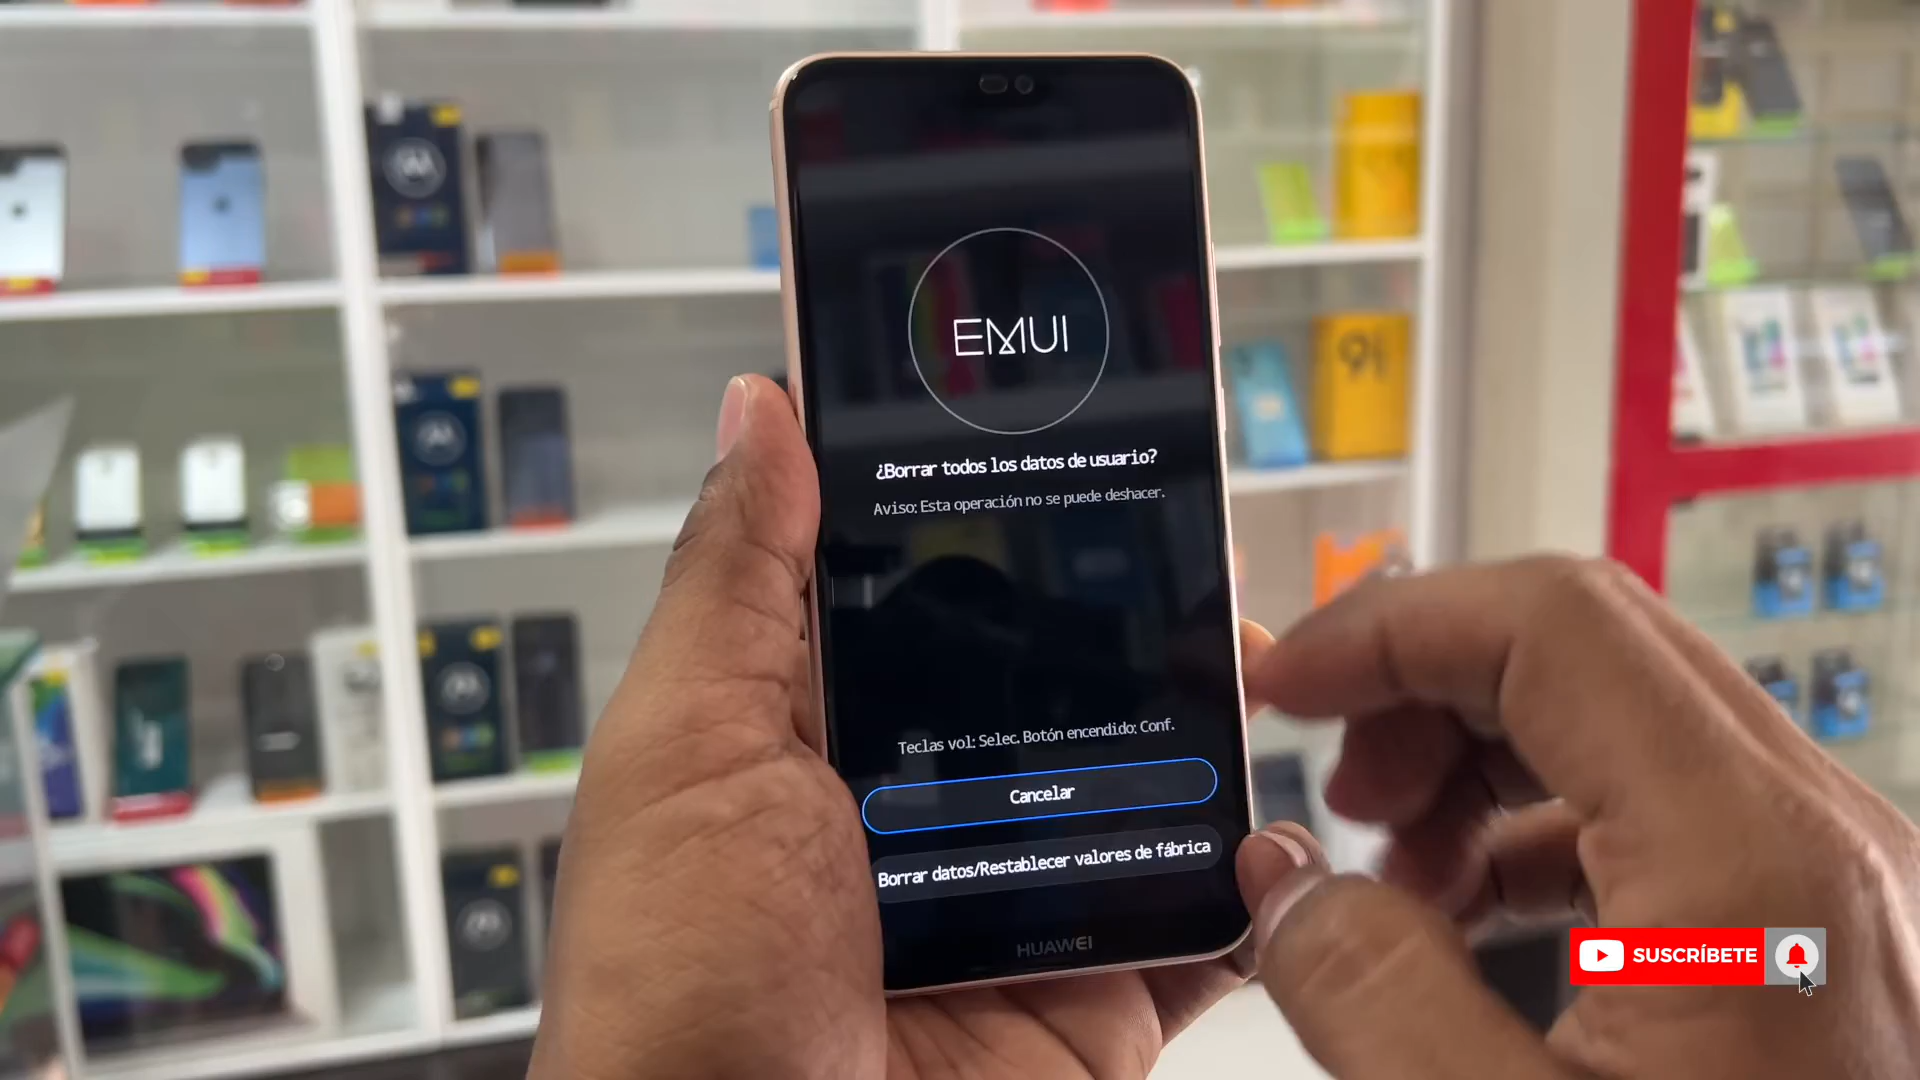 EMUI
¿Borrar todos los datos de usuario?
Aviso: Esta operación no se puede deshacer.
Teclas vol: Selec. Botón encendido: Conf.
Cancelar
Borrar datos/Restablecer valores de fábrica
HUAWEI
9i
SUSCRÍBETE